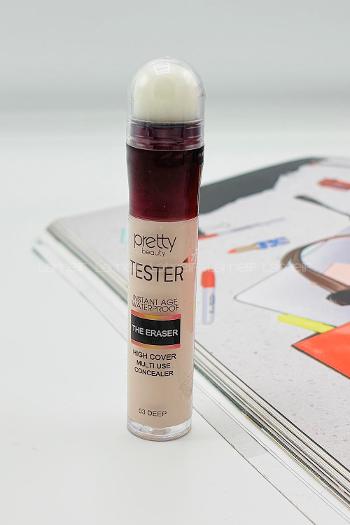 pretty
beauty
TESTER
INSTANT AGE
WATERPROOF
THE ERASER
HIGH COVER
MULTI USE
CONCEALER
03 DEEP